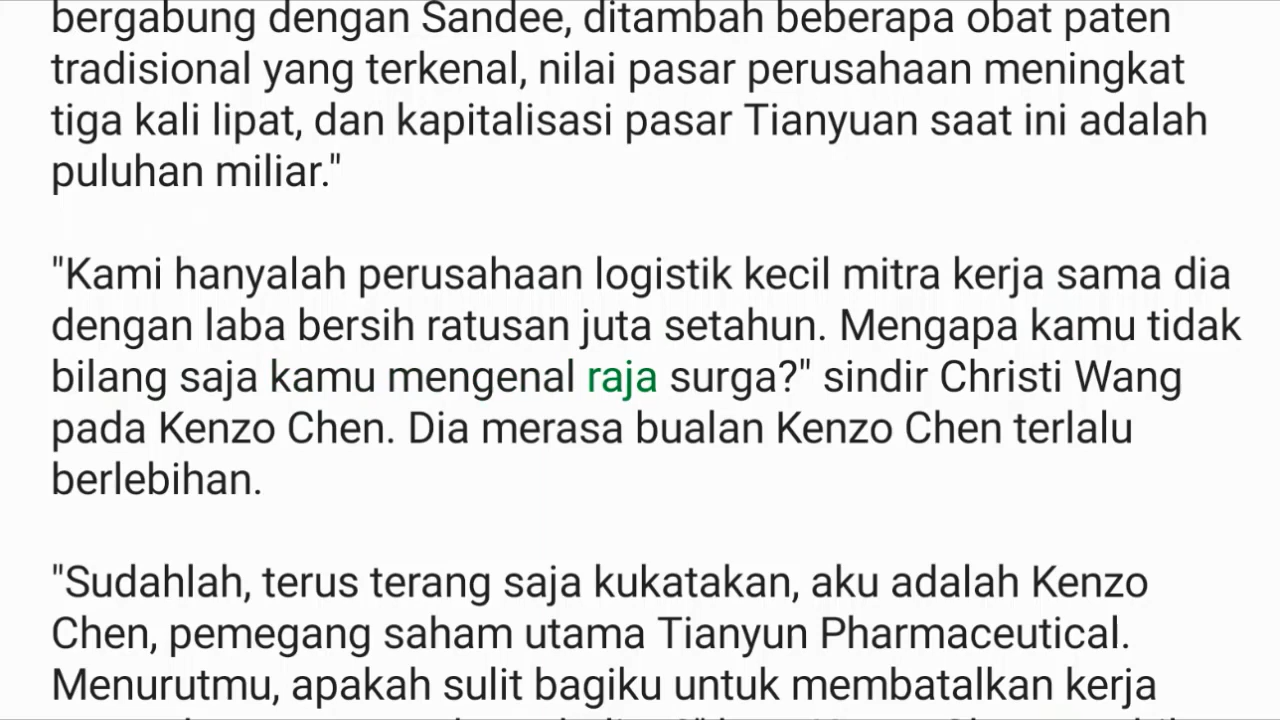 bergabung dengan Sandee, ditambah beberapa obat paten
tradisional yang terkenal, nilai pasar perusahaan meningkat
tiga kali lipat, dan kapitalisasi pasar Tianyuan saat ini adalah
puluhan miliar."
"Kami hanyalah perusahaan logistik kecil mitra kerja sama dia
dengan laba bersih ratusan juta setahun. Mengapa kamu tidak
bilang saja kamu mengenal raja surga?" sindir Christi Wang
pada Kenzo Chen. Dia merasa bualan Kenzo Chen terlalu
berlebihan.
"Sudahlah, terus terang saja kukatakan, aku adalah Kenzo
Chen, pemegang saham utama Tianyun Pharmaceutical.
Menurutmu, apakah sulit bagiku untuk membatalkan kerja